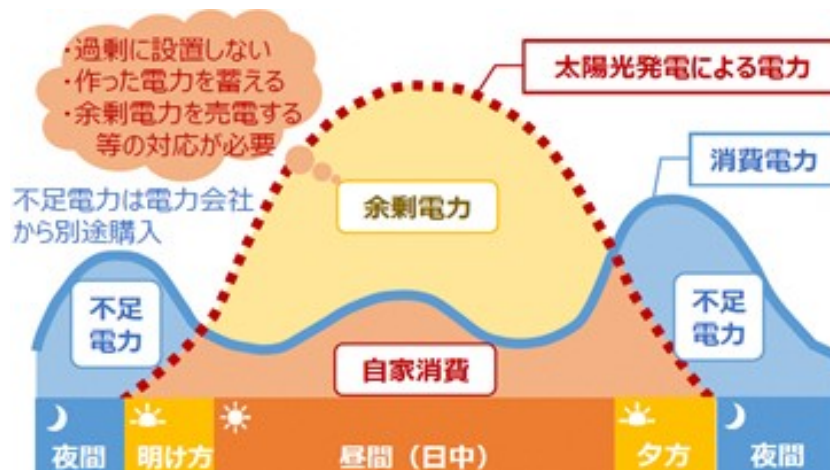 ・過剰に設置しない
・作った電力を蓄える
・余剰電力を売電する
等の対応が必要
太陽光発電による電力
消費電力
不足電力は電力会社
から別途購入
余剰電力
不足
電力
不足
電力
自家消費
夜間
明け方
昼間（日中）
夕方
夜間